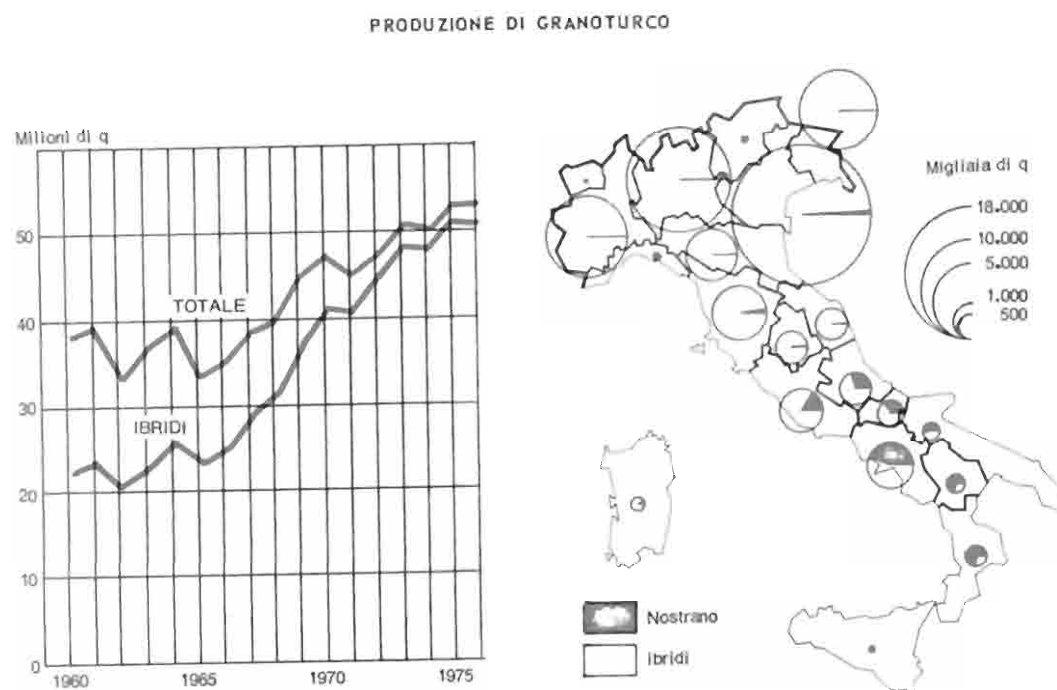 PRODUZIONE DI GRANOTURCO
Milioni di q
50
40
30
20
10
0
1960
1965
1970
1975
TOTALE
IBRIDI
Migliaia di q
18.000
10.000
5.000
1.000
500
Nostrano
ibridi